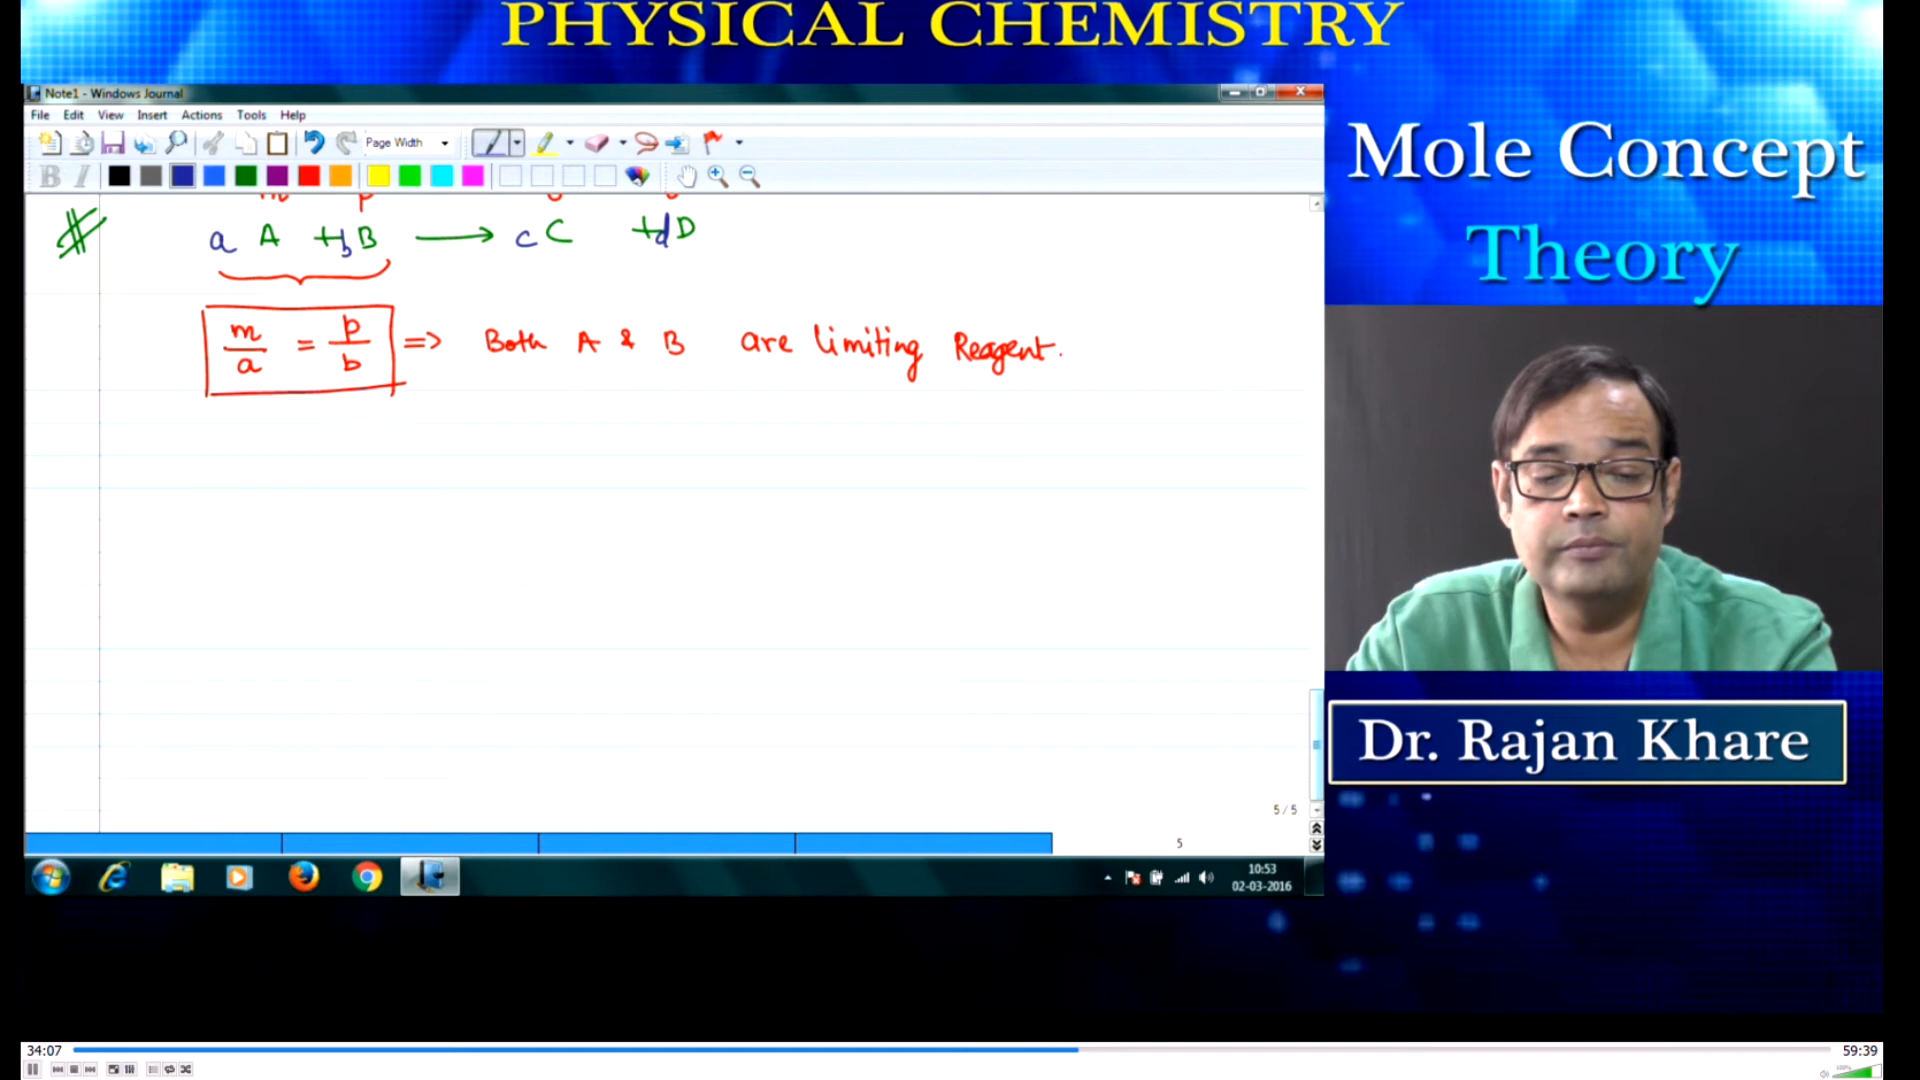 PHYSICAL CHEMISTRY
Note1 - Windows Journal
File Edit View Insert Actions Tools Help
Page Width
B I
a A + b B ⟶ c C + d D
m/a = p/b => Both A & B are limiting Reagent.
5 / 5
5
10:53
02-03-2016
Mole Concept
Theory
Dr. Rajan Khare
34:07
59:39
100%